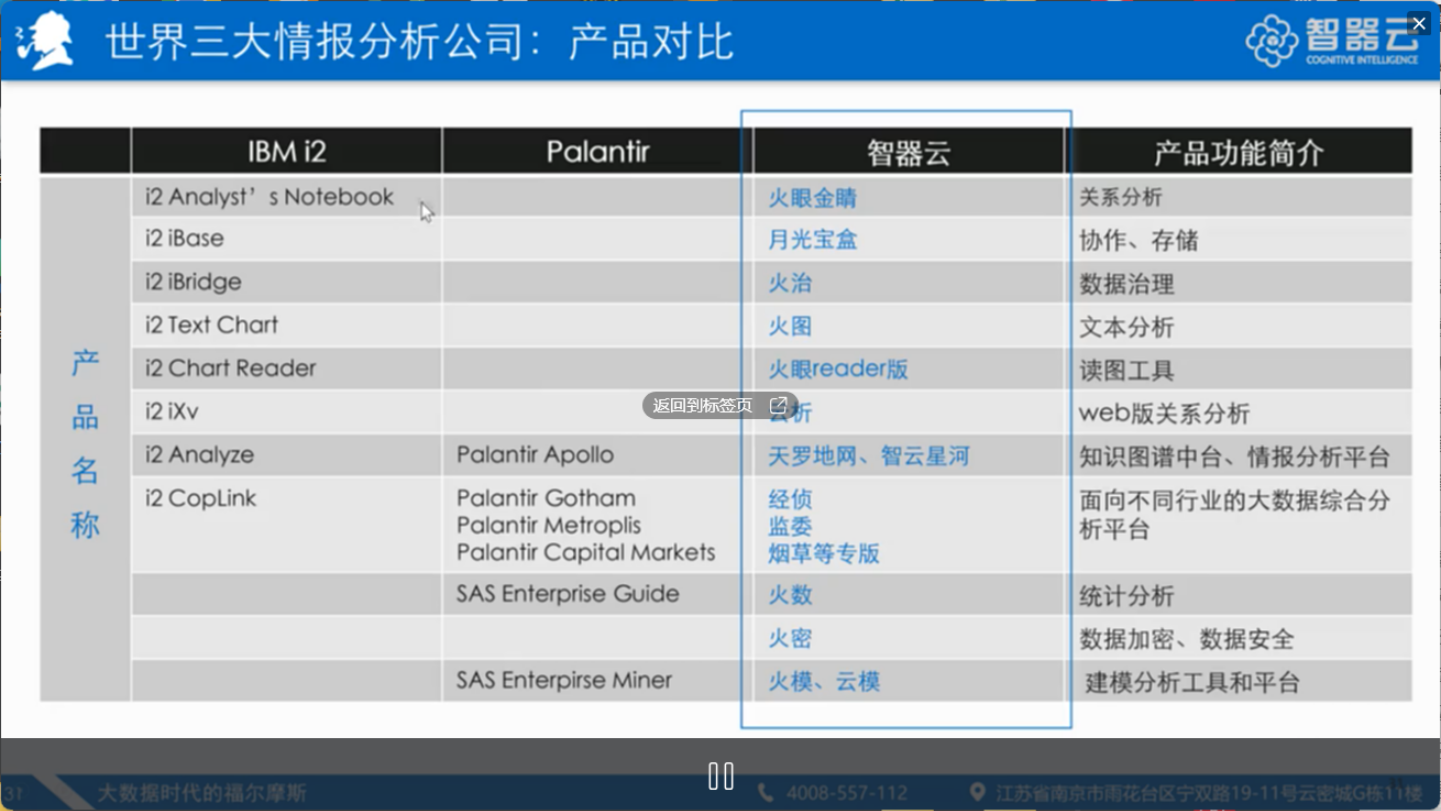 世界三大情报分析公司：产品对比
智器云
COGNITIVE INTELLIGENCE
IBM i2 Palantir 智器云 产品功能简介
产品名称
i2 Analyst’s Notebook 火眼金睛 关系分析
i2 iBase 月光宝盒 协作、存储
i2 iBridge 火治 数据治理
i2 Text Chart 火图 文本分析
i2 Chart Reader 火眼reader版 读图工具
返回到标签页
i2 iXv 云析 web版关系分析
i2 Analyze Palantir Apollo 天罗地网、智云星河 知识图谱中台、情报分析平台
i2 CopLink Palantir Gotham 经侦 面向不同行业的大数据综合分
Palantir Metroplis 监委 析平台
Palantir Capital Markets 烟草等专版
SAS Enterprise Guide 火数 统计分析
火密 数据加密、数据安全
SAS Enterpirse Miner 火模、云模 建模分析工具和平台
31 大数据时代的福尔摩斯 4008-557-112 江苏省南京市雨花台区宁双路19-11号云密城G栋11楼